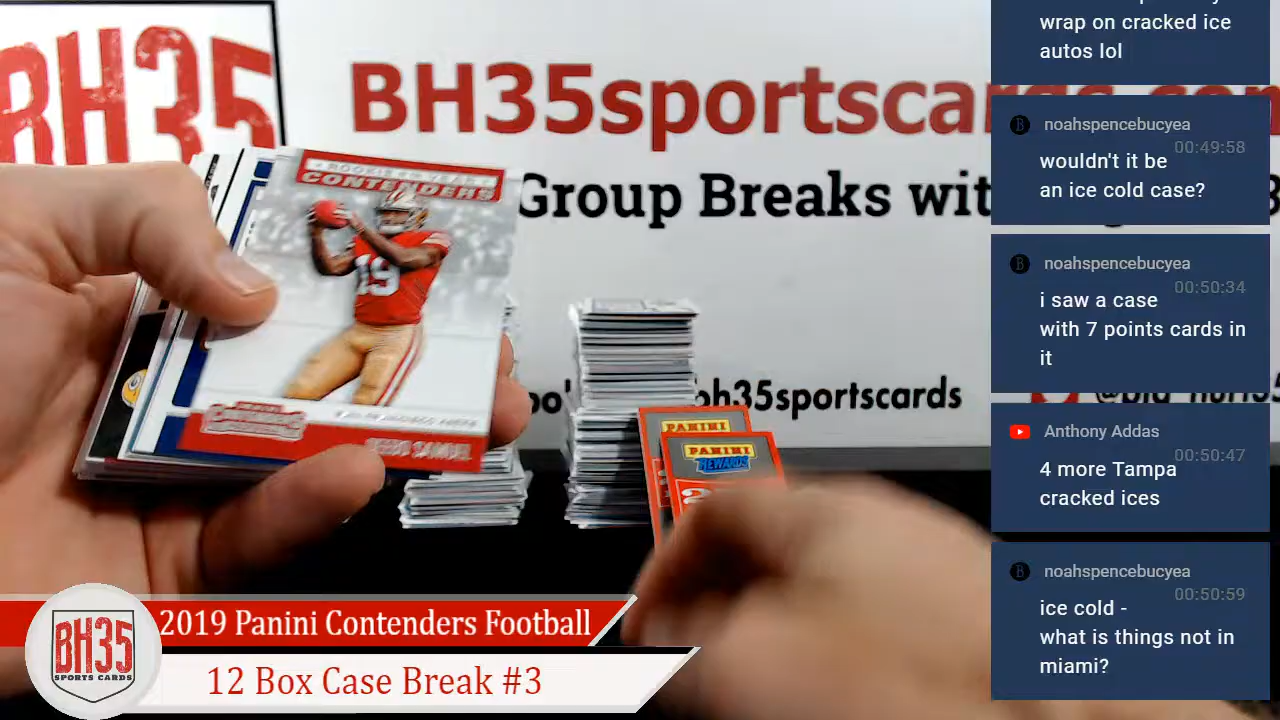 wrap on cracked ice
autos lol
noahspencebucyea
00:49:58
wouldn't it be
an ice cold case?
noahspencebucyea
00:50:34
i saw a case
with 7 points cards in
it
Anthony Addas
00:50:47
4 more Tampa
cracked ices
noahspencebucyea
00:50:59
ice cold -
what is things not in
miami?
BH35
BH35sportscards.com
Group Breaks wit
bh35sportscards
ROOKIE OF THE YEAR
CONTENDERS
19
SAMUEL
PANINI
PANINI
REWARDS
2019 Panini Contenders Football
12 Box Case Break #3
BH35
SPORTS CARDS